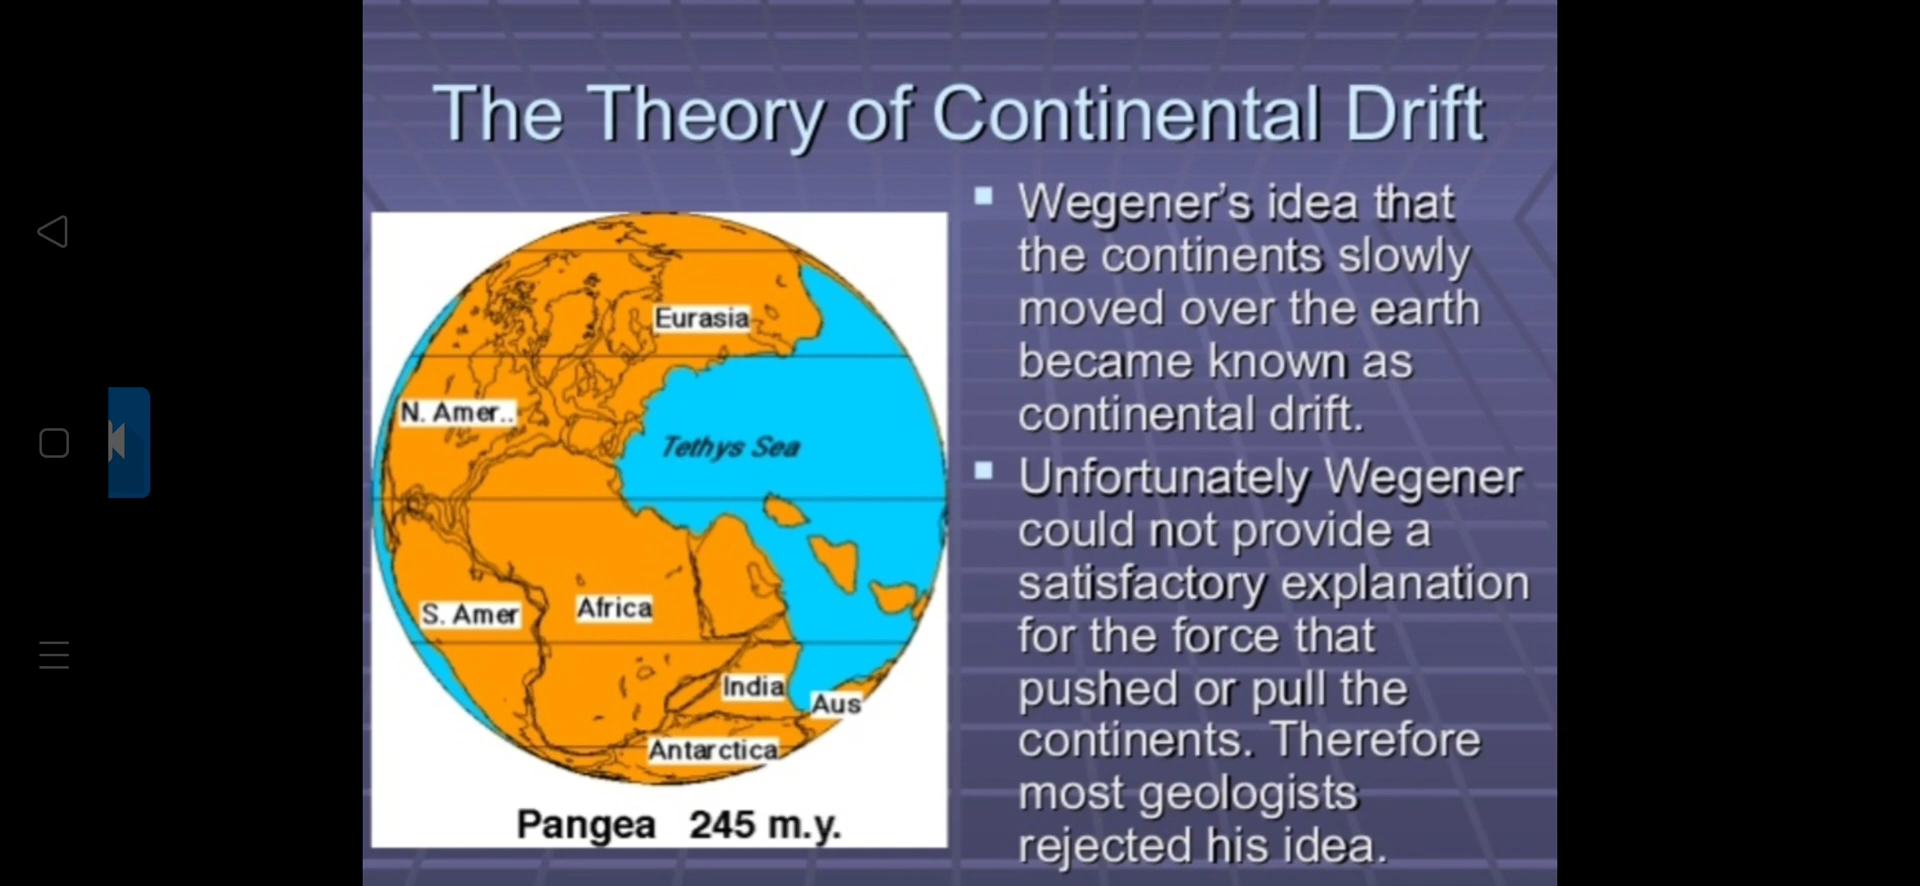 The Theory of Continental Drift
Eurasia
N. Amer..
Tethys Sea
S. Amer
Africa
India
Aus
Antarctica
Pangea 245 m.y.
Wegener's idea that
the continents slowly
moved over the earth
became known as
continental drift.
Unfortunately Wegener
could not provide a
satisfactory explanation
for the force that
pushed or pull the
continents. Therefore
most geologists
rejected his idea.